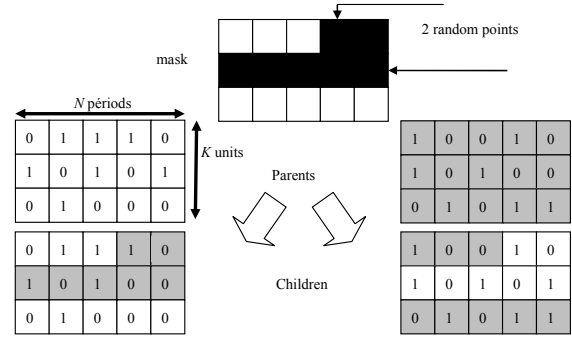 2 random points
mask
N périods
K units
0 1 1 1 0
1 0 1 0 1
0 1 0 0 0
Parents
1 0 0 1 0
1 0 1 0 0
0 1 0 1 1
0 1 1 1 0
1 0 1 0 0
0 1 0 0 0
Children
1 0 0 1 0
1 0 1 0 1
0 1 0 1 1